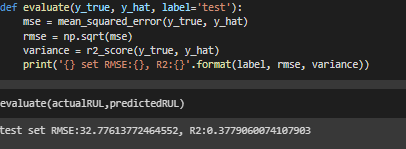 def evaluate(y_true, y_hat, label='test'):
mse = mean_squared_error(y_true, y_hat)
rmse = np.sqrt(mse)
variance = r2_score(y_true, y_hat)
print('{} set RMSE:{}, R2:{}'.format(label, rmse, variance))
evaluate(actualRUL,predictedRUL)
test set RMSE:32.77613772464552, R2:0.3779060074107903